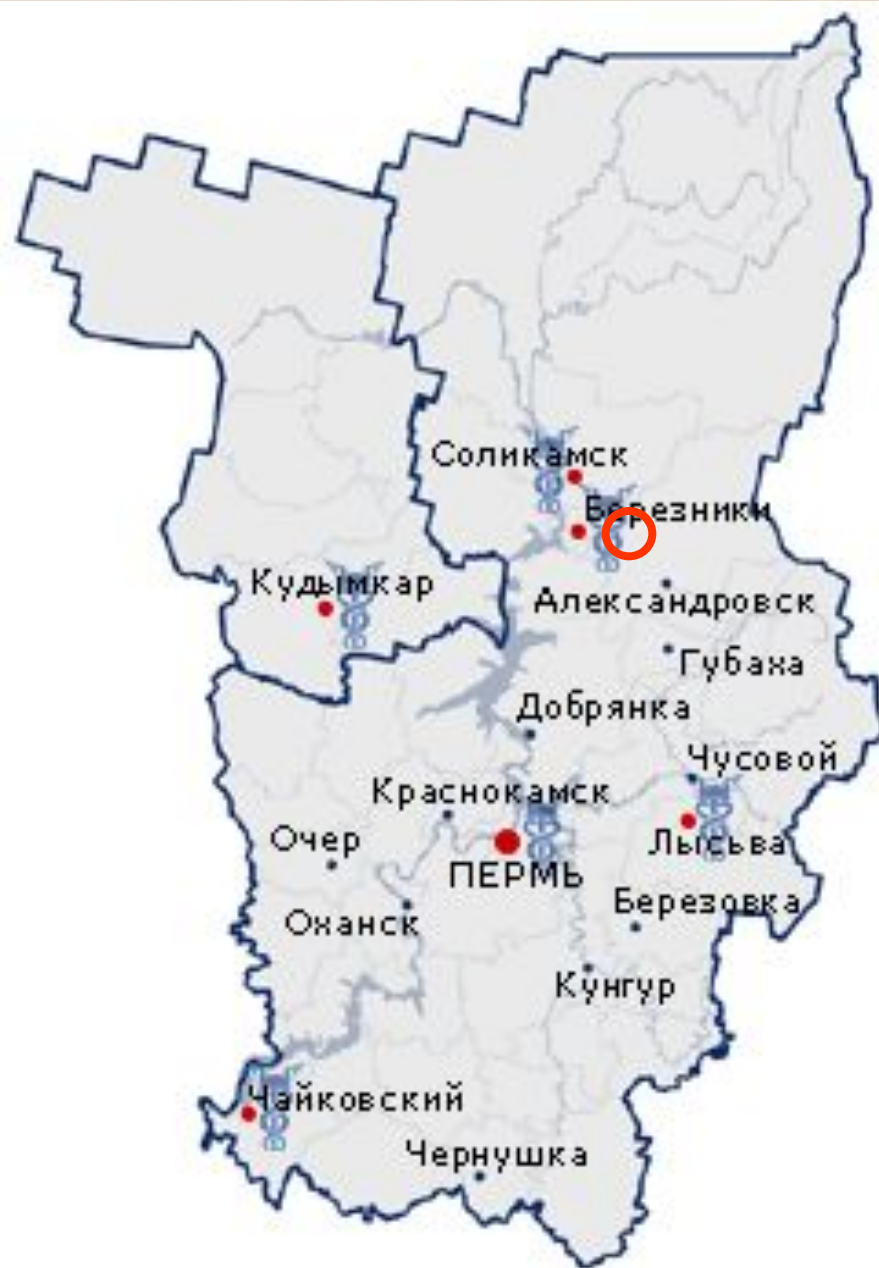 Соликамск
Березники
Кудымкар
Александровск
Губаха
Добрянка
Чусовой
Краснокамск
Очер
Лысьва
ПЕРМЬ
Березовка
Оханск
Кунгур
Чайковский
Чернушка